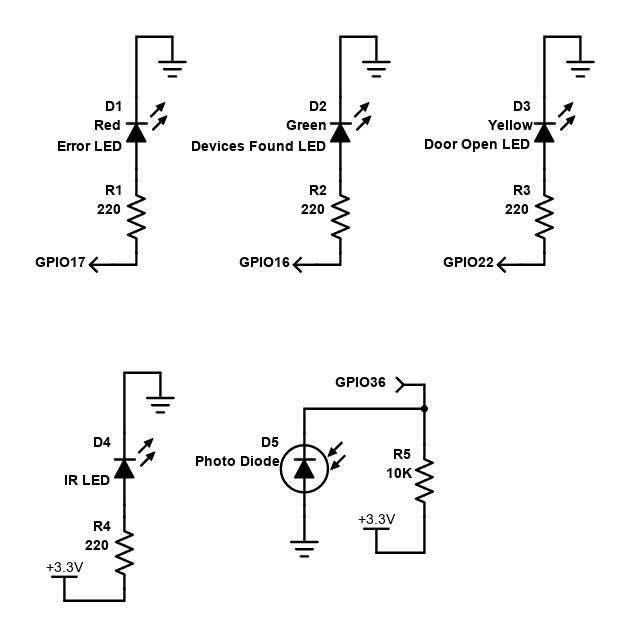 D1
Red
Error LED
R1
220
GPIO17
D2
Green
Devices Found LED
R2
220
GPIO16
D3
Yellow
Door Open LED
R3
220
GPIO22
D4
IR LED
R4
220
+3.3V
GPIO36
D5
Photo Diode
R5
10K
+3.3V